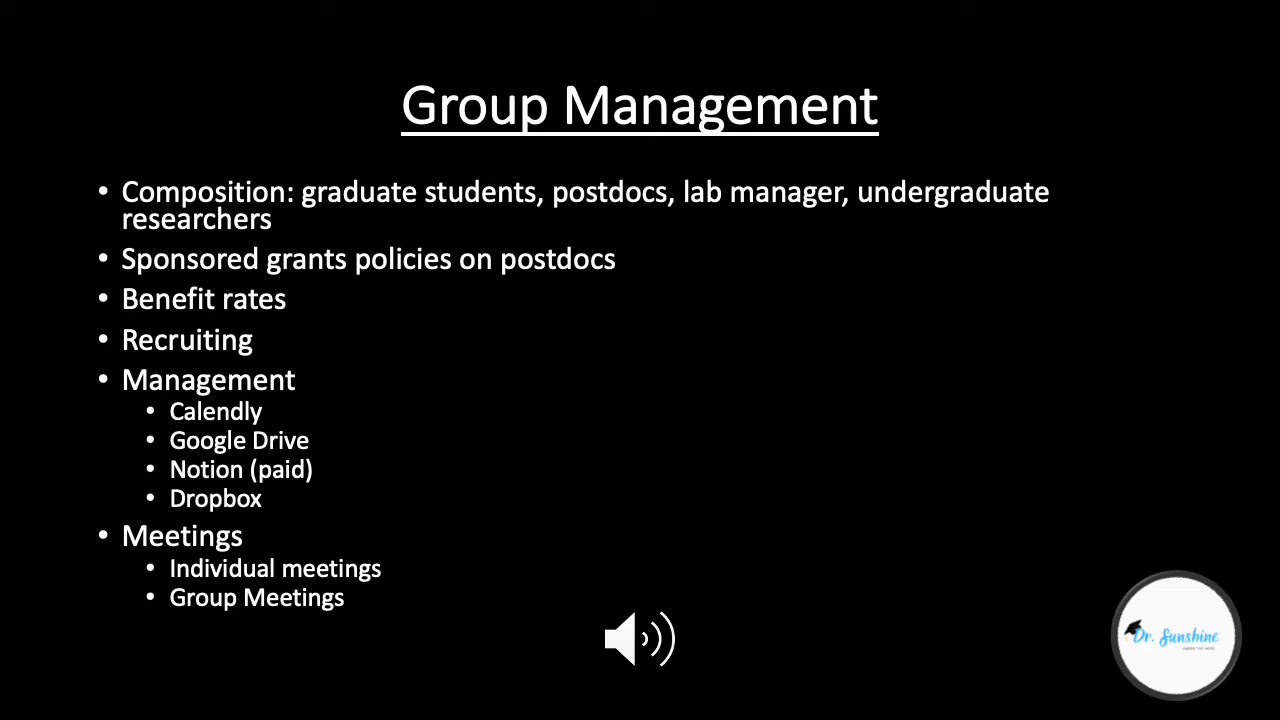 Group Management
• Composition: graduate students, postdocs, lab manager, undergraduate
researchers
• Sponsored grants policies on postdocs
• Benefit rates
• Recruiting
• Management
• Calendly
• Google Drive
• Notion (paid)
• Dropbox
• Meetings
• Individual meetings
• Group Meetings
Dr. Sunshine